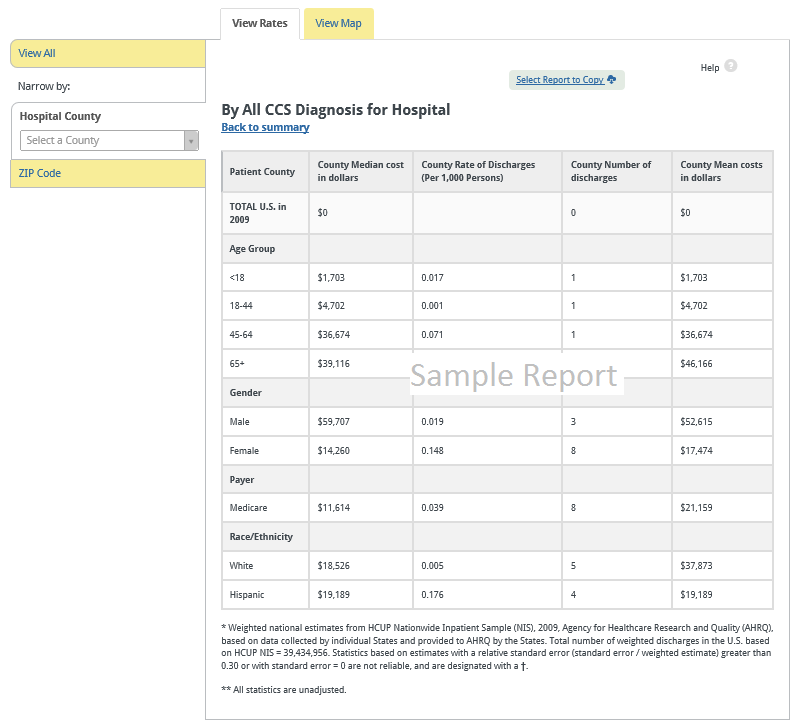 View Rates View Map
View All
Narrow by:
Hospital County
Select a County
ZIP Code
Help ?
Select Report to Copy
By All CCS Diagnosis for Hospital
Back to summary
Patient County County Median cost in dollars County Rate of Discharges (Per 1,000 Persons) County Number of discharges County Mean costs in dollars
TOTAL U.S. in 2009 $0 0 $0
Age Group
<18 $1,703 0.017 1 $1,703
18-44 $4,702 0.001 1 $4,702
45-64 $36,674 0.071 1 $36,674
65+ $39,116 $46,166
Sample Report
Gender
Male $59,707 0.019 3 $52,615
Female $14,260 0.148 8 $17,474
Payer
Medicare $11,614 0.039 8 $21,159
Race/Ethnicity
White $18,526 0.005 5 $37,873
Hispanic $19,189 0.176 4 $19,189
* Weighted national estimates from HCUP Nationwide Inpatient Sample (NIS), 2009, Agency for Healthcare Research and Quality (AHRQ),
based on data collected by individual States and provided to AHRQ by the States. Total number of weighted discharges in the U.S. based
on HCUP NIS = 39,434,956. Statistics based on estimates with a relative standard error (standard error / weighted estimate) greater than
0.30 or with standard error = 0 are not reliable, and are designated with a †.
** All statistics are unadjusted.